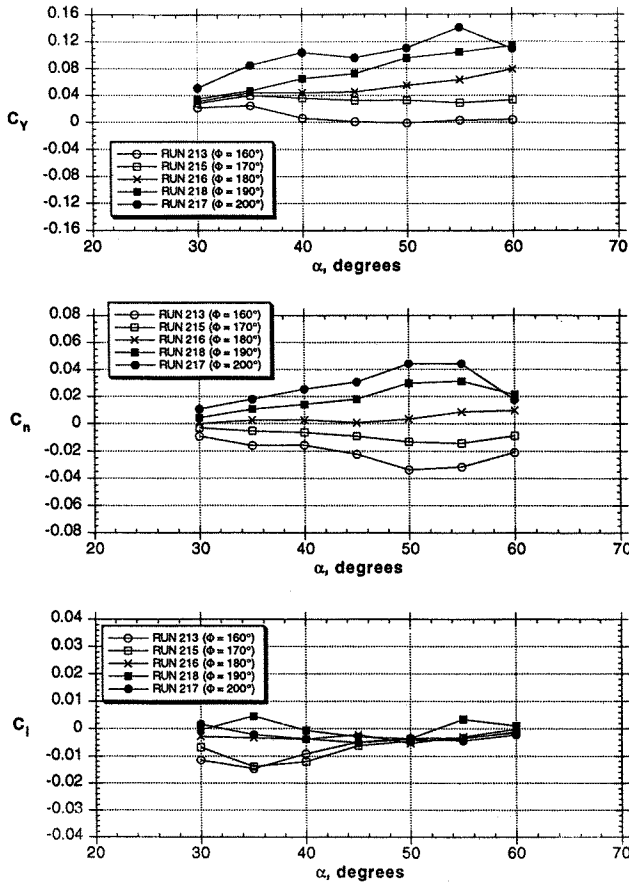 0.16
0.12
0.08
0.04
C_Y
0
-0.04
-0.08
-0.12
-0.16
RUN 213 (Φ = 160°)
RUN 215 (Φ = 170°)
RUN 216 (Φ = 180°)
RUN 218 (Φ = 190°)
RUN 217 (Φ = 200°)
20 30 40 50 60 70
α, degrees
0.08
0.06
0.04
0.02
C_n
0
-0.02
-0.04
-0.06
-0.08
RUN 213 (Φ = 160°)
RUN 215 (Φ = 170°)
RUN 216 (Φ = 180°)
RUN 218 (Φ = 190°)
RUN 217 (Φ = 200°)
20 30 40 50 60 70
α, degrees
0.04
0.03
0.02
0.01
C_l
0
-0.01
-0.02
-0.03
-0.04
RUN 213 (Φ = 160°)
RUN 215 (Φ = 170°)
RUN 216 (Φ = 180°)
RUN 218 (Φ = 190°)
RUN 217 (Φ = 200°)
20 30 40 50 60 70
α, degrees